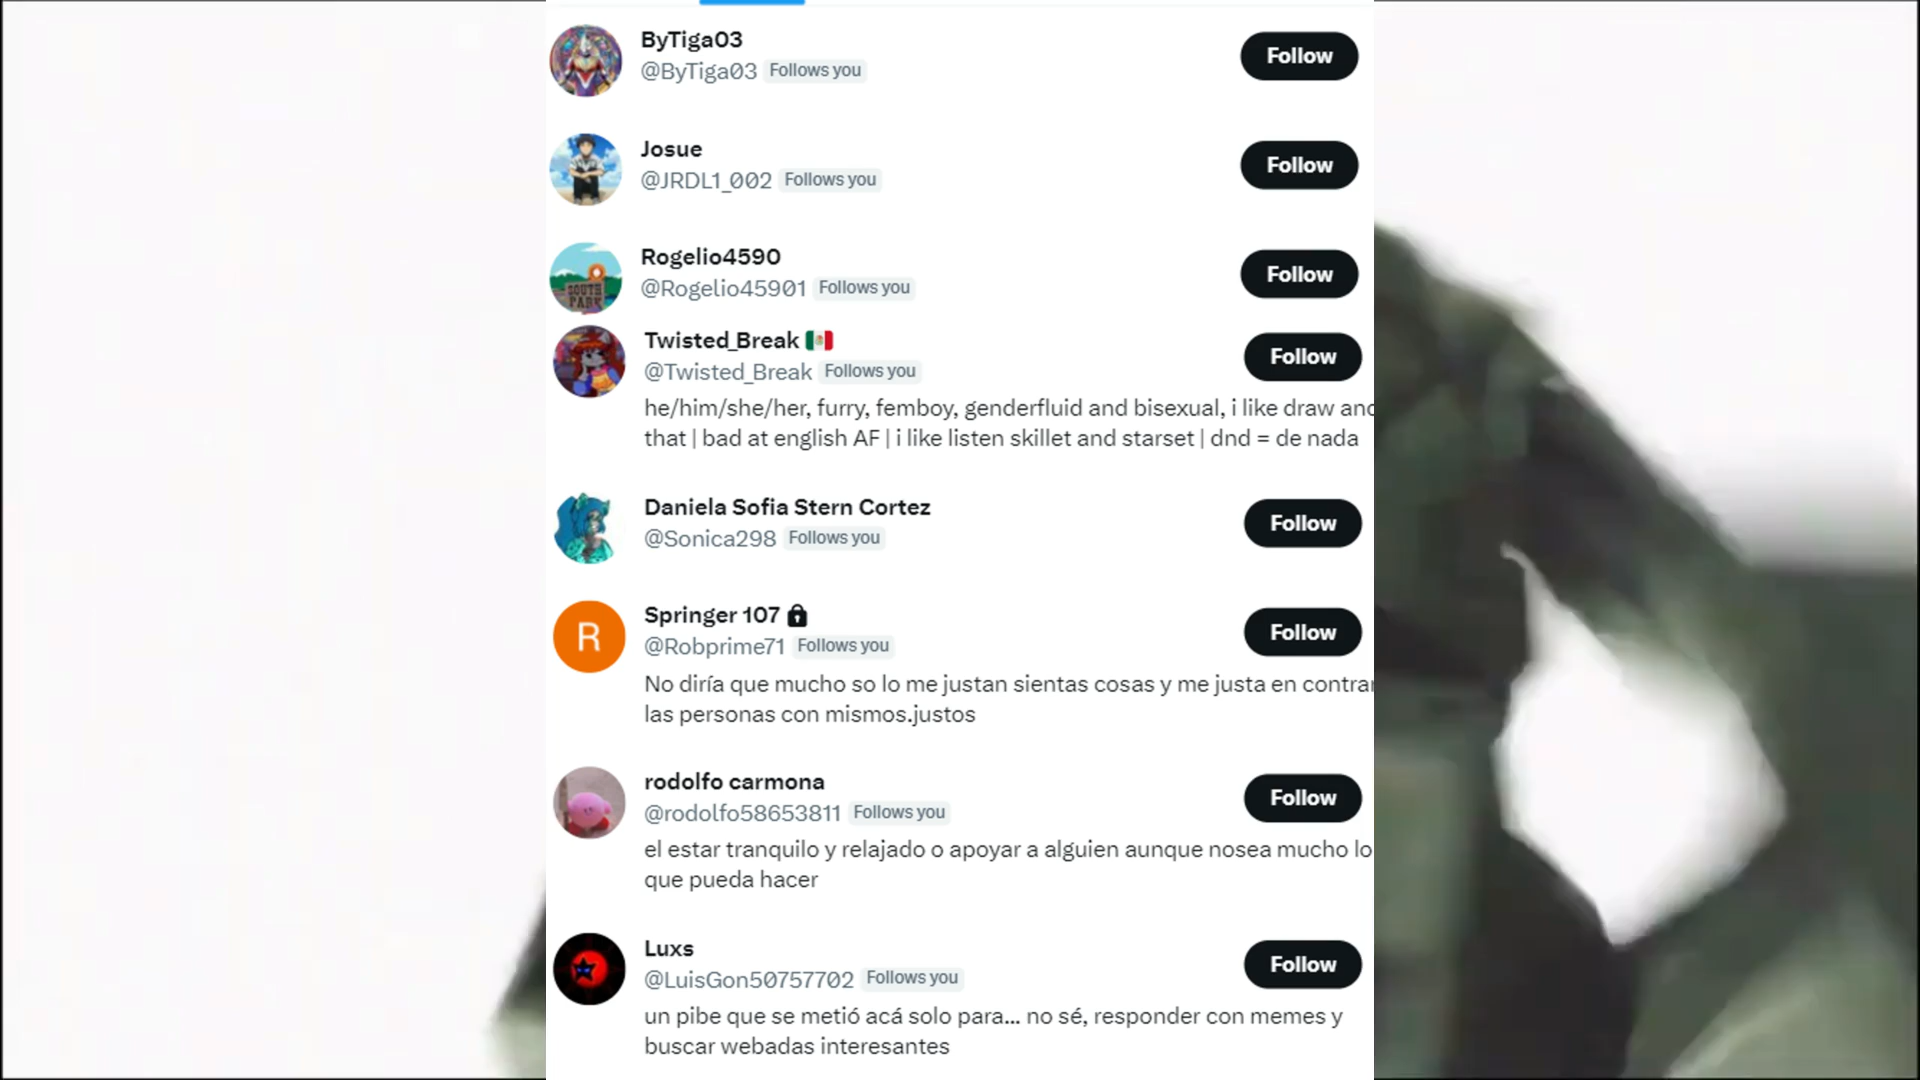 ByTiga03
@ByTiga03 Follows you
Follow
Josue
@JRDL1_002 Follows you
Follow
Rogelio4590
@Rogelio45901 Follows you
Follow
SOUTH
PARK
Twisted_Break 🇲🇽
@Twisted_Break Follows you
Follow
he/him/she/her, furry, femboy, genderfluid and bisexual, i like draw and
that | bad at english AF | i like listen skillet and starset | dnd = de nada
Daniela Sofia Stern Cortez
@Sonica298 Follows you
Follow
R
Springer 107 🔒
@Robprime71 Follows you
Follow
No diría que mucho so lo me justan sientas cosas y me justa en contrar
las personas con mismos.justos
rodolfo carmona
@rodolfo58653811 Follows you
Follow
el estar tranquilo y relajado o apoyar a alguien aunque nosea mucho lo
que pueda hacer
Luxs
@LuisGon50757702 Follows you
Follow
un pibe que se metió acá solo para... no sé, responder con memes y
buscar webadas interesantes